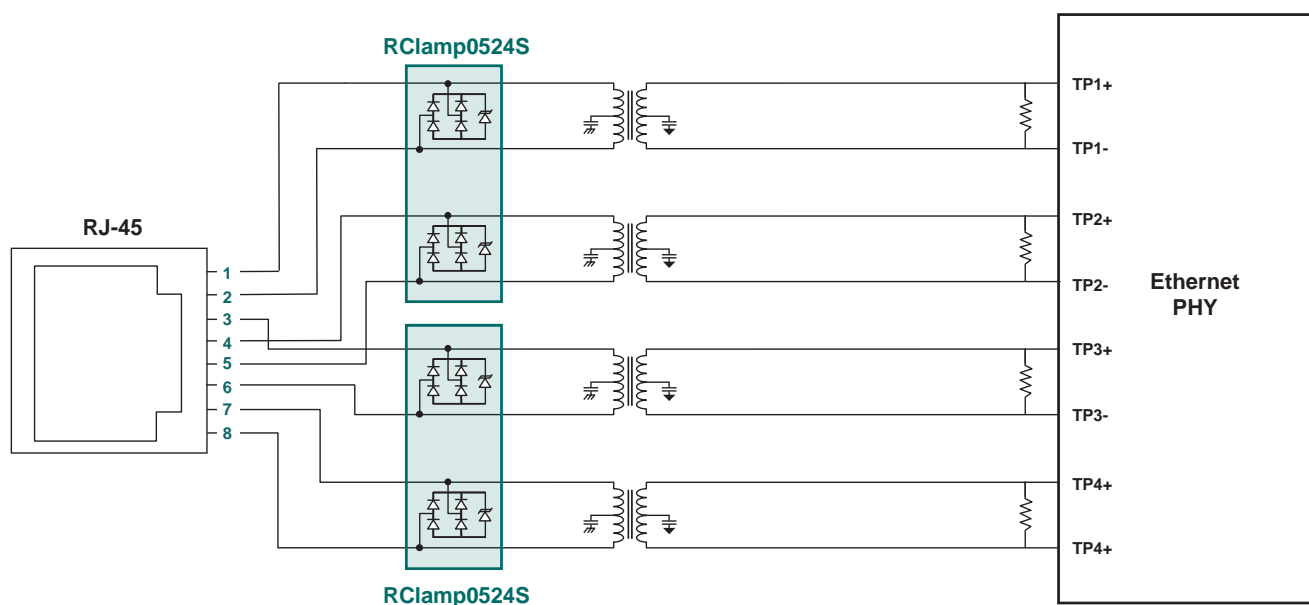 RClamp0524S
RJ-45
1
2
3
4
5
6
7
8
TP1+
TP1-
TP2+
TP2-
TP3+
TP3-
TP4+
TP4+
Ethernet
PHY
RClamp0524S